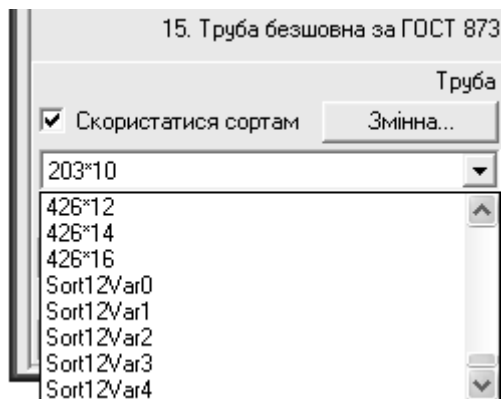 15. Труба безшовна за ГОСТ 873
Труба
Скористатися сортам
Змінна...
203*10
426*12
426*14
426*16
Sort12Var0
Sort12Var1
Sort12Var2
Sort12Var3
Sort12Var4